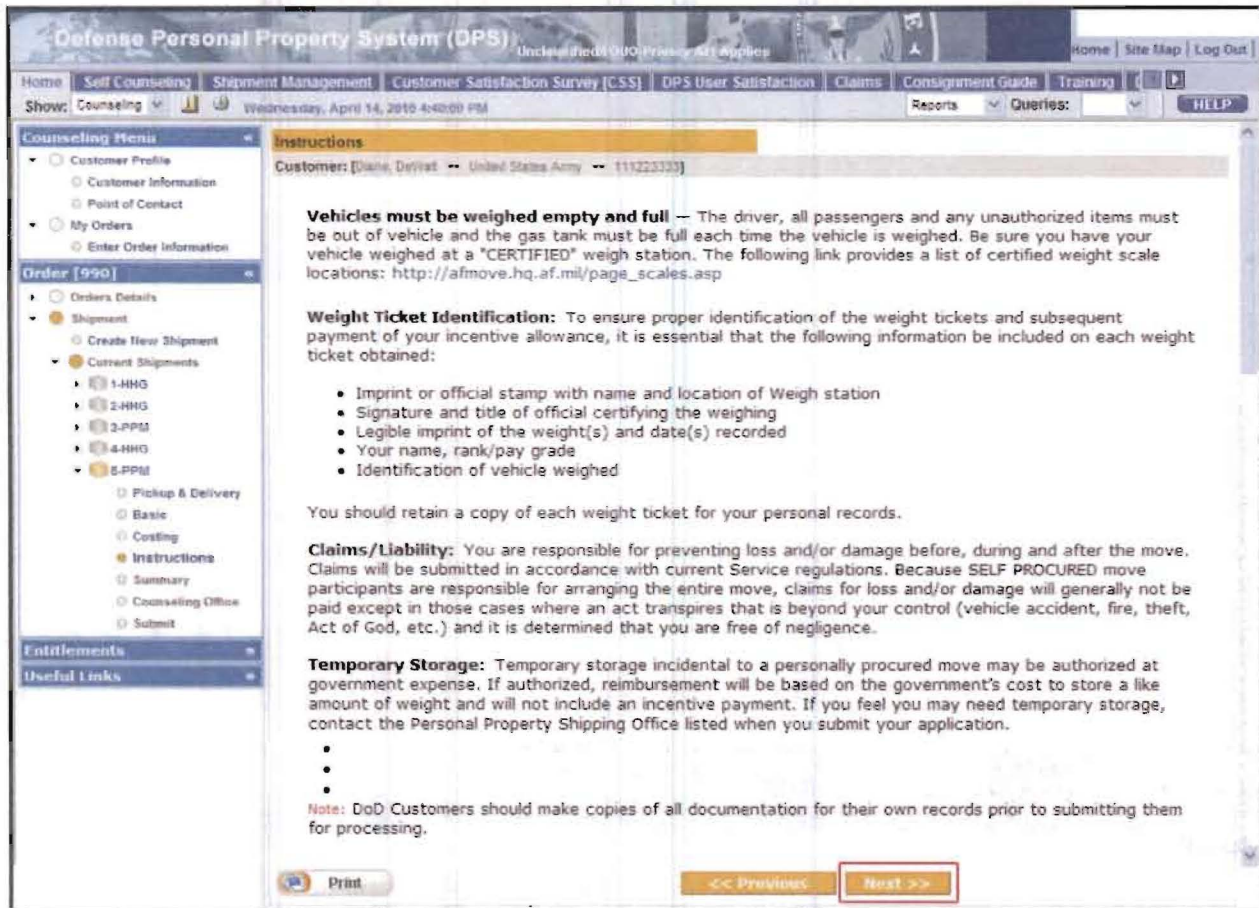 Defense Personal Property System (DPS)
Home | Site Map | Log Out
Home Self Counseling Shipment Management Customer Satisfaction Survey [CSS] DPS User Satisfaction Claims Consignment Guide Training
Show: Counseling Wednesday, April 14, 2010 4:40:00 PM Reports Queries: HELP
Counseling Menu
Customer Profile
Customer Information
Point of Contact
My Orders
Enter Order Information
Order [990]
Orders Details
Shipment
Create New Shipment
Current Shipments
1-HHG
2-HHG
3-PPM
4-HHG
5-PPM
Pickup & Delivery
Basic
Costing
Instructions
Summary
Counseling Office
Submit
Entitlements
Useful Links
Instructions
Customer: [Diane, -- United States Army -- 111223333]
Vehicles must be weighed empty and full — The driver, all passengers and any unauthorized items must
be out of vehicle and the gas tank must be full each time the vehicle is weighed. Be sure you have your
vehicle weighed at a "CERTIFIED" weigh station. The following link provides a list of certified weight scale
locations: http://afmove.hq.af.mil/page_scales.asp
Weight Ticket Identification: To ensure proper identification of the weight tickets and subsequent
payment of your incentive allowance, it is essential that the following information be included on each weight
ticket obtained:
• Imprint or official stamp with name and location of Weigh station
• Signature and title of official certifying the weighing
• Legible imprint of the weight(s) and date(s) recorded
• Your name, rank/pay grade
• Identification of vehicle weighed
You should retain a copy of each weight ticket for your personal records.
Claims/Liability: You are responsible for preventing loss and/or damage before, during and after the move.
Claims will be submitted in accordance with current Service regulations. Because SELF PROCURED move
participants are responsible for arranging the entire move, claims for loss and/or damage will generally not be
paid except in those cases where an act transpires that is beyond your control (vehicle accident, fire, theft,
Act of God, etc.) and it is determined that you are free of negligence.
Temporary Storage: Temporary storage incidental to a personally procured move may be authorized at
government expense. If authorized, reimbursement will be based on the government's cost to store a like
amount of weight and will not include an incentive payment. If you feel you may need temporary storage,
contact the Personal Property Shipping Office listed when you submit your application.
•
•
•
Note: DoD Customers should make copies of all documentation for their own records prior to submitting them
for processing.
Print << Previous Next >>